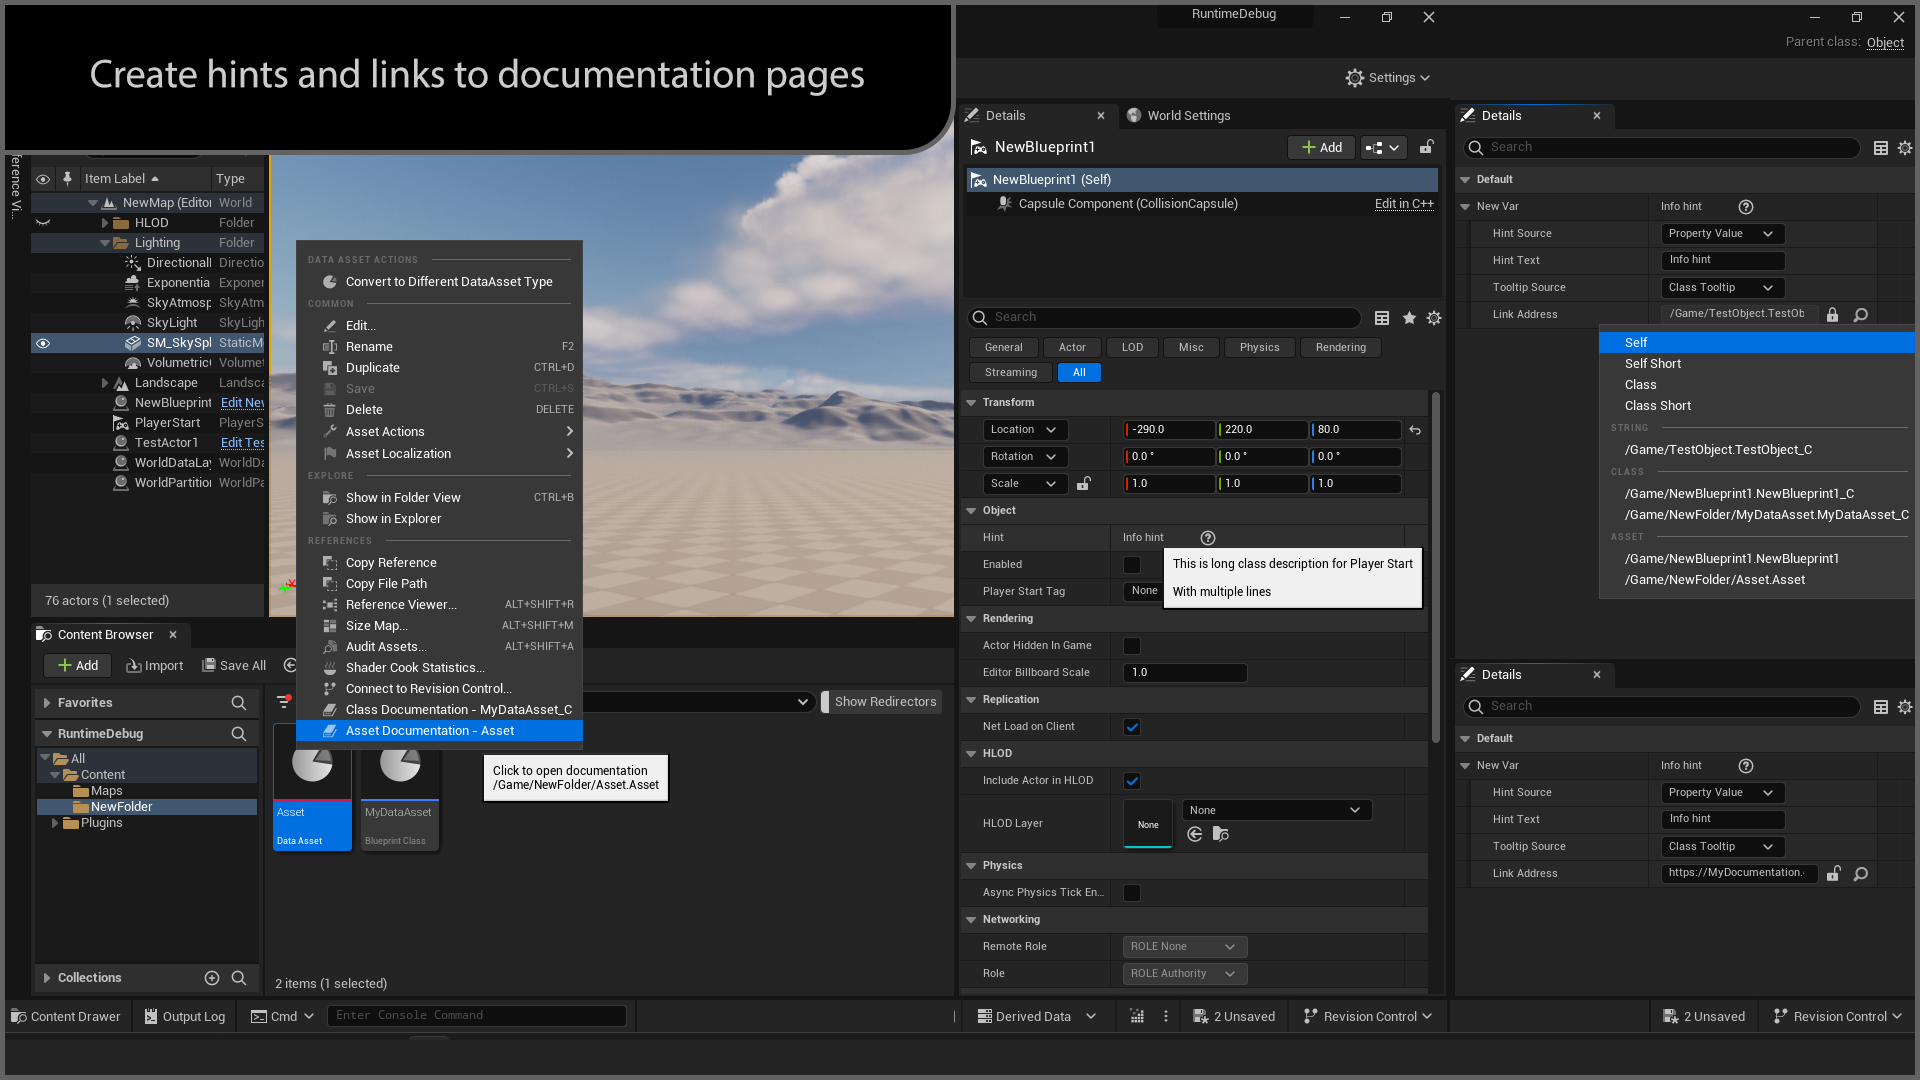 Create hints and links to documentation pages
RuntimeDebug
Parent class: Object
Settings
Item Label Type
NewMap (Editor World
HLOD Folder
Lighting Folder
Directionall Directio
Exponentia Exponer
SkyAtmosp SkyAtm
SkyLight SkyLigh
SM_SkySpl StaticMe
Volumetric Volumet
Landscape Landsca
NewBlueprint Edit New
PlayerStart PlayerS
TestActor1 Edit Tes
WorldDataLay WorldDa
WorldPartition WorldPa
76 actors (1 selected)
DATA ASSET ACTIONS
Convert to Different DataAsset Type
COMMON
Edit...
Rename F2
Duplicate CTRL+D
Save CTRL+S
Delete DELETE
Asset Actions
Asset Localization
EXPLORE
Show in Folder View CTRL+B
Show in Explorer
REFERENCES
Copy Reference
Copy File Path
Reference Viewer... ALT+SHIFT+R
Size Map... ALT+SHIFT+M
Audit Assets... ALT+SHIFT+A
Shader Cook Statistics...
Connect to Revision Control...
Class Documentation - MyDataAsset_C
Asset Documentation - Asset
Click to open documentation
/Game/NewFolder/Asset.Asset
Content Browser
Add Import Save All
Favorites
RuntimeDebug
All
Content
Maps
NewFolder
Plugins
Collections
Show Redirectors
Asset
Data Asset
MyDataAsset
Blueprint Class
2 items (1 selected)
Content Drawer Output Log Cmd Enter Console Command
Details World Settings
NewBlueprint1 Add
NewBlueprint1 (Self)
Capsule Component (CollisionCapsule) Edit in C++
Search
General Actor LOD Misc Physics Rendering
Streaming All
Transform
Location -290.0 220.0 80.0
Rotation 0.0 ° 0.0 ° 0.0 °
Scale 1.0 1.0 1.0
Object
Hint Info hint
Enabled
Player Start Tag None
This is long class description for Player Start
With multiple lines
Rendering
Actor Hidden In Game
Editor Billboard Scale 1.0
Replication
Net Load on Client
HLOD
Include Actor in HLOD
HLOD Layer None None
Physics
Async Physics Tick En...
Networking
Remote Role ROLE None
Role ROLE Authority
Derived Data 2 Unsaved Revision Control
Details
Search
Default
New Var Info hint
Hint Source Property Value
Hint Text Info hint
Tooltip Source Class Tooltip
Link Address /Game/TestObject.TestOb
Self
Self Short
Class
Class Short
STRING
/Game/TestObject.TestObject_C
CLASS
/Game/NewBlueprint1.NewBlueprint1_C
/Game/NewFolder/MyDataAsset.MyDataAsset_C
ASSET
/Game/NewBlueprint1.NewBlueprint1
/Game/NewFolder/Asset.Asset
Details
Search
Default
New Var Info hint
Hint Source Property Value
Hint Text Info hint
Tooltip Source Class Tooltip
Link Address https://MyDocumentation.
2 Unsaved Revision Control